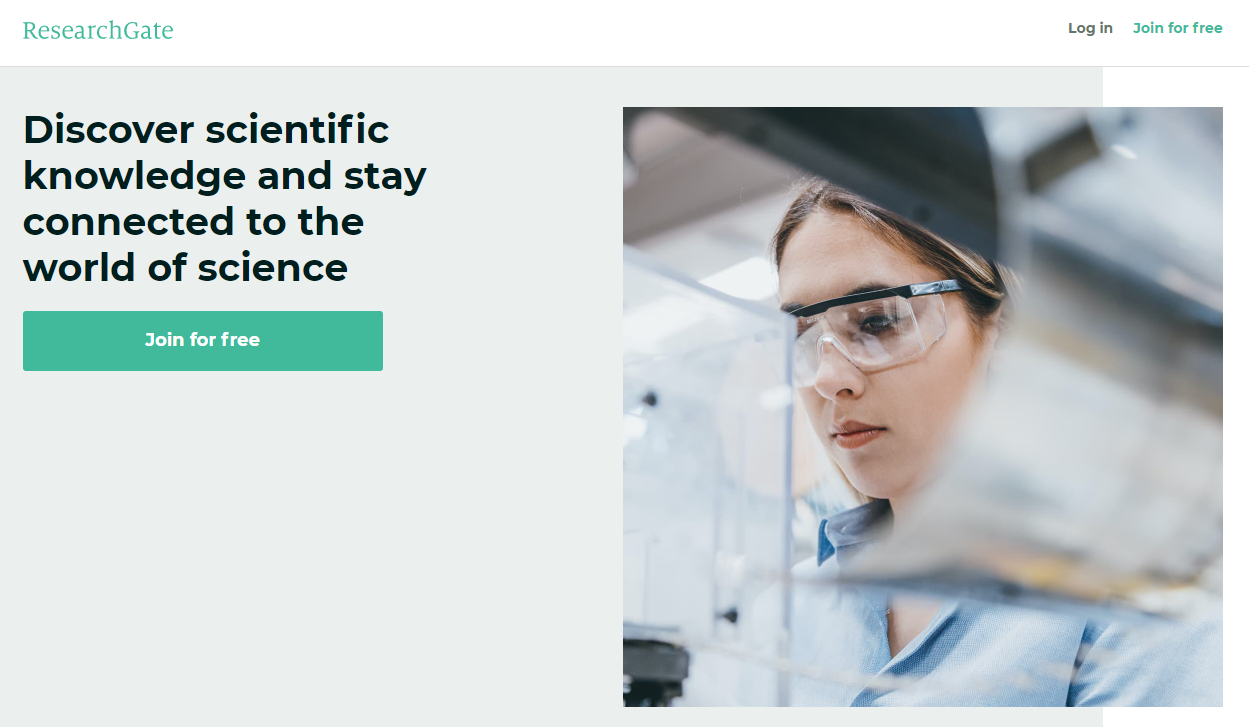 ResearchGate
Log in
Join for free
Discover scientific
knowledge and stay
connected to the
world of science
Join for free